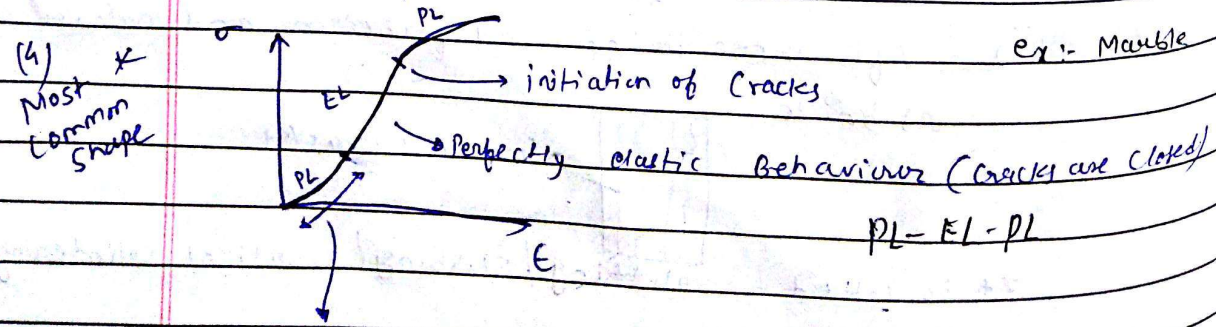 PL
σ
ex:- Marble
(4) *
Most
Common
Shape
initiation of Cracks
EL
Perfectly elastic Behaviour (Cracks are Closed)
PL
PL - EL - PL
ε